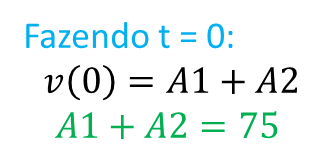 Fazendo t = 0:
v(0) = A1 + A2
A1 + A2 = 75